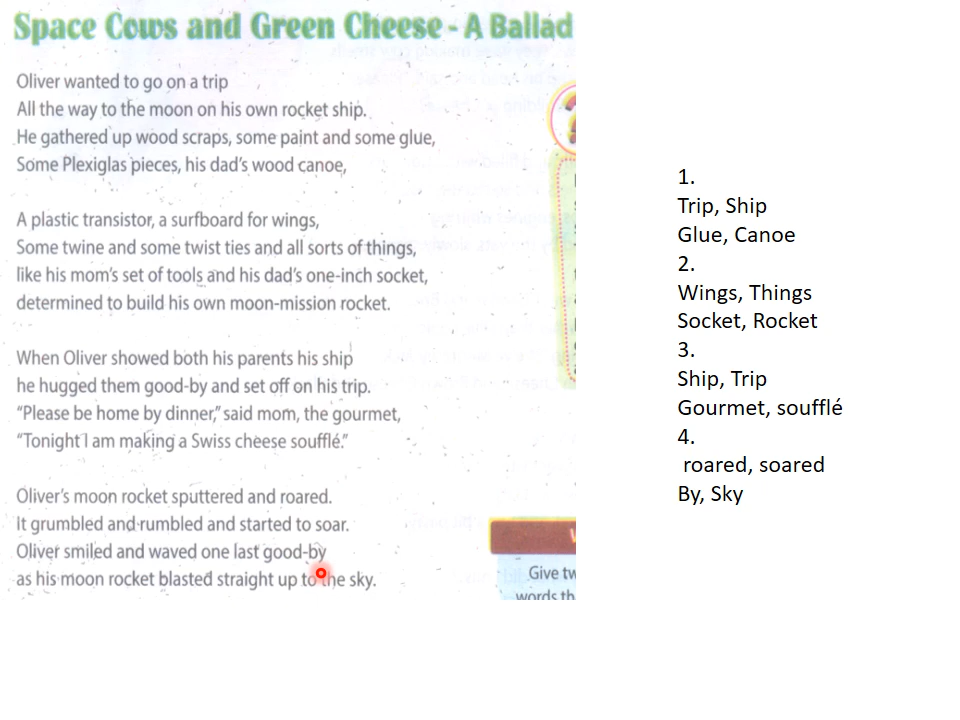 Space Cows and Green Cheese - A Ballad
Oliver wanted to go on a trip
All the way to the moon on his own rocket ship.
He gathered up wood scraps, some paint and some glue,
Some Plexiglas pieces, his dad's wood canoe,
A plastic transistor, a surfboard for wings,
Some twine and some twist ties and all sorts of things,
like his mom's set of tools and his dad's one-inch socket,
determined to build his own moon-mission rocket.
When Oliver showed both his parents his ship
he hugged them good-by and set off on his trip.
"Please be home by dinner," said mom, the gourmet,
"Tonight I am making a Swiss cheese soufflé."
Oliver's moon rocket sputtered and roared.
It grumbled and rumbled and started to soar.
Oliver smiled and waved one last good-by
as his moon rocket blasted straight up to the sky.
Give tw
words th
1.
Trip, Ship
Glue, Canoe
2.
Wings, Things
Socket, Rocket
3.
Ship, Trip
Gourmet, soufflé
4.
roared, soared
By, Sky